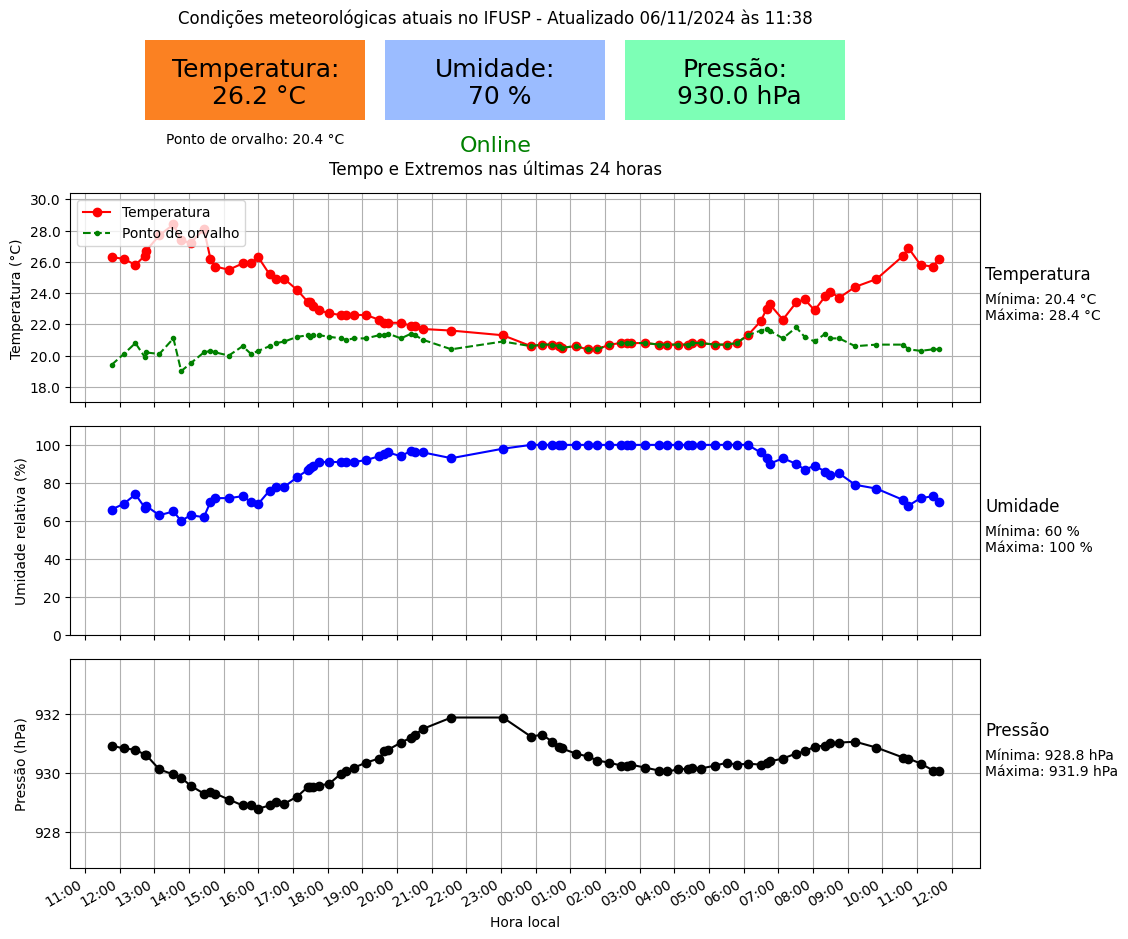 Condições meteorológicas atuais no IFUSP - Atualizado 06/11/2024 às 11:38
Temperatura:
26.2 °C
Umidade:
70 %
Pressão:
930.0 hPa
Ponto de orvalho: 20.4 °C
Online
Tempo e Extremos nas últimas 24 horas
Temperatura (°C)
30.0
28.0
26.0
24.0
22.0
20.0
18.0
Temperatura
Ponto de orvalho
Temperatura
Mínima: 20.4 °C
Máxima: 28.4 °C
Umidade relativa (%)
100
80
60
40
20
0
Umidade
Mínima: 60 %
Máxima: 100 %
Pressão (hPa)
932
930
928
Pressão
Mínima: 928.8 hPa
Máxima: 931.9 hPa
11:00 12:00 13:00 14:00 15:00 16:00 17:00 18:00 19:00 20:00 21:00 22:00 23:00 00:00 01:00 02:00 03:00 04:00 05:00 06:00 07:00 08:00 09:00 10:00 11:00 12:00
Hora local